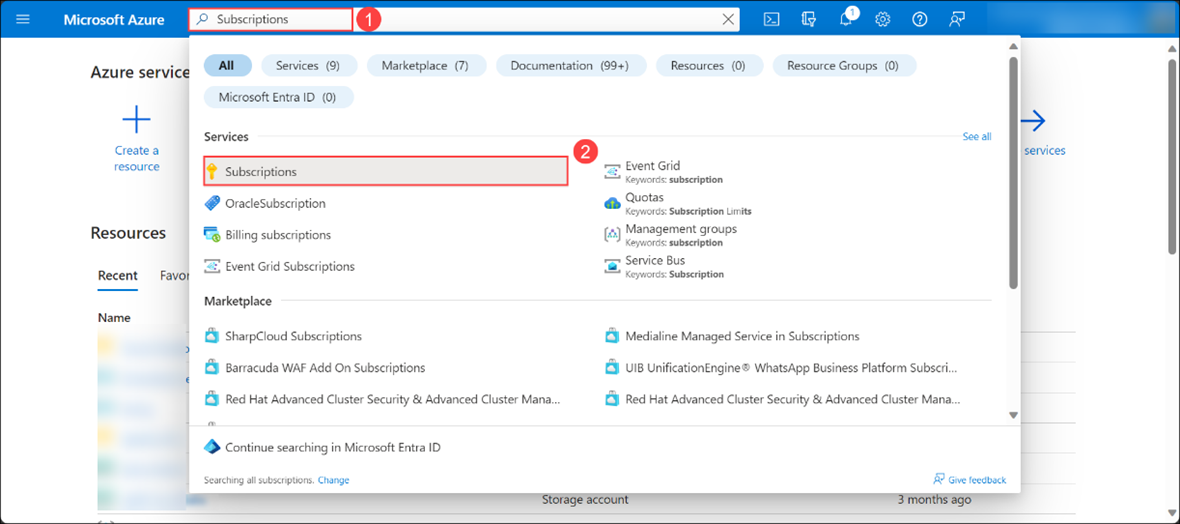 Microsoft Azure
Subscriptions
1
1
All
Services (9)
Marketplace (7)
Documentation (99+)
Resources (0)
Resource Groups (0)
Microsoft Entra ID (0)
Azure service
Create a
resource
services
Services
See all
2
Subscriptions
OracleSubscription
Billing subscriptions
Event Grid Subscriptions
Event Grid
Keywords: subscription
Quotas
Keywords: Subscription Limits
Management groups
Keywords: subscription
Service Bus
Keywords: Subscription
Resources
Recent
Favor
Name
Marketplace
SharpCloud Subscriptions
Medialine Managed Service in Subscriptions
Barracuda WAF Add On Subscriptions
UIB UnificationEngine® WhatsApp Business Platform Subscri...
Red Hat Advanced Cluster Security & Advanced Cluster Mana...
Red Hat Advanced Cluster Security & Advanced Cluster Mana...
Continue searching in Microsoft Entra ID
Searching all subscriptions. Change
Give feedback
Storage account
3 months ago